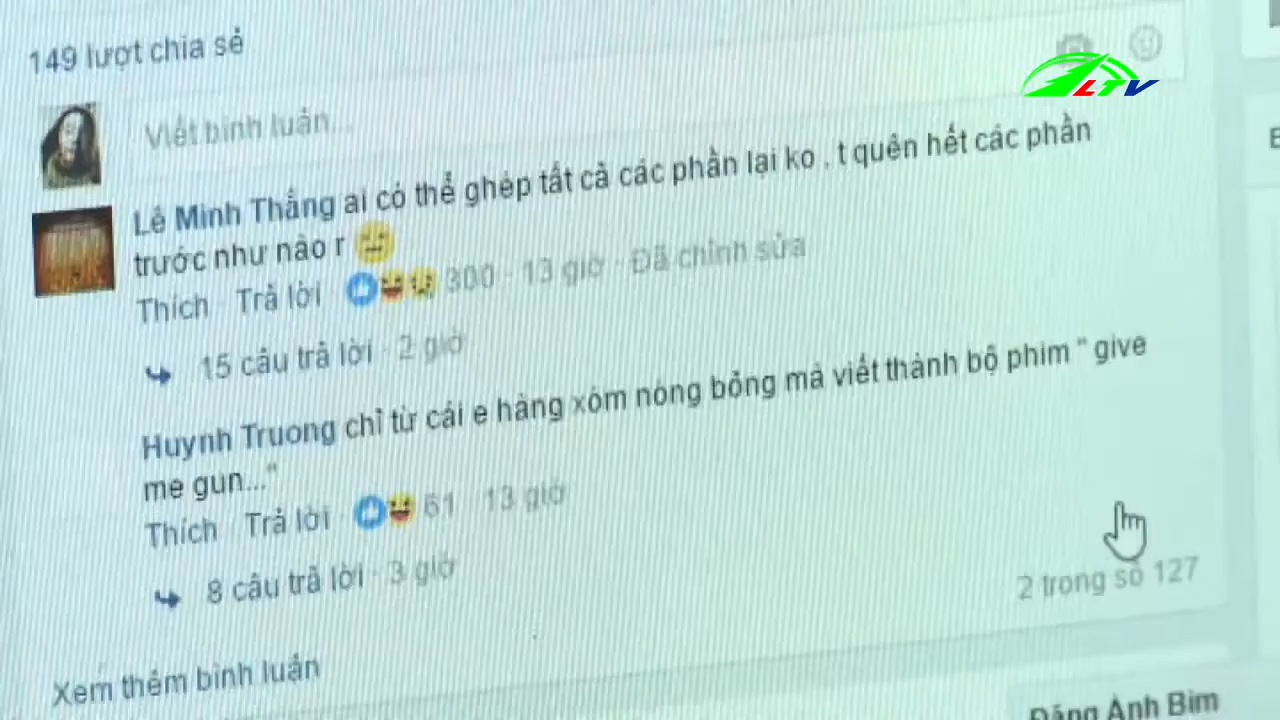 149 lượt chia sẻ
LTV
Viết bình luận...
Lê Minh Thắng ai có thể ghép tất cả các phần lại ko . t quên hết các phần
trước như nào r
Thích · Trả lời · 300 · 13 giờ · Đã chỉnh sửa
15 câu trả lời · 2 giờ
Huynh Truong chỉ từ cái e hàng xóm nóng bỏng mà viết thành bộ phim " give
me gun..."
Thích · Trả lời · 61 · 13 giờ
8 câu trả lời · 3 giờ
2 trong số 127
Xem thêm bình luận
Đặng Ánh Bim